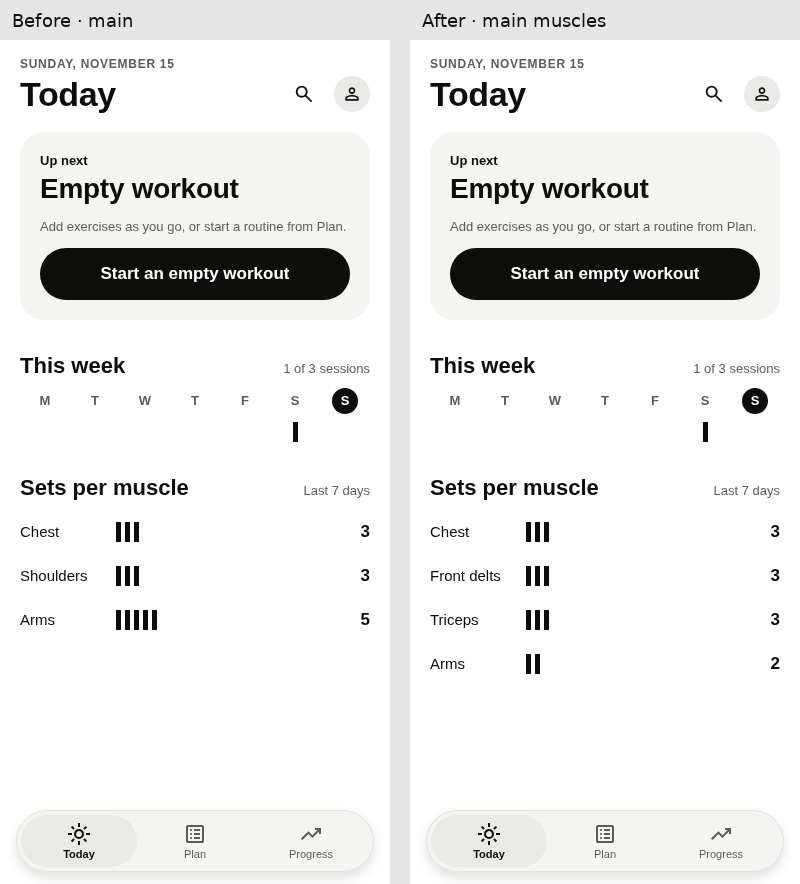 Before · main
SUNDAY, NOVEMBER 15
Today
Up next
Empty workout
Add exercises as you go, or start a routine from Plan.
Start an empty workout
This week
1 of 3 sessions
M T W T F S S
Sets per muscle
Last 7 days
Chest 3
Shoulders 3
Arms 5
Today Plan Progress
After · main muscles
SUNDAY, NOVEMBER 15
Today
Up next
Empty workout
Add exercises as you go, or start a routine from Plan.
Start an empty workout
This week
1 of 3 sessions
M T W T F S S
Sets per muscle
Last 7 days
Chest 3
Front delts 3
Triceps 3
Arms 2
Today Plan Progress